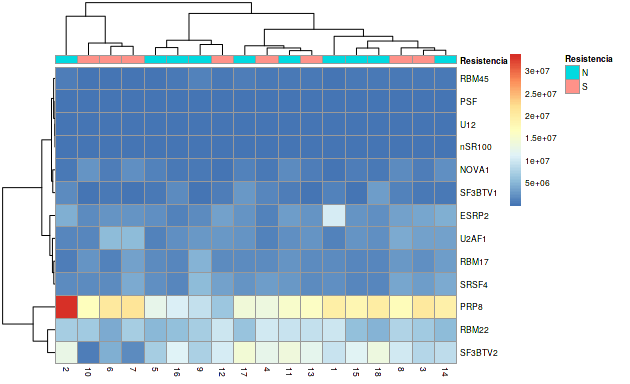 Resistencia
Resistencia
N
S
3e+07
2.5e+07
2e+07
1.5e+07
1e+07
5e+06
RBM45
PSF
U12
nSR100
NOVA1
SF3BTV1
ESRP2
U2AF1
RBM17
SRSF4
PRP8
RBM22
SF3BTV2
2 10 6 7 5 16 9 12 17 4 11 13 1 15 18 8 3 14